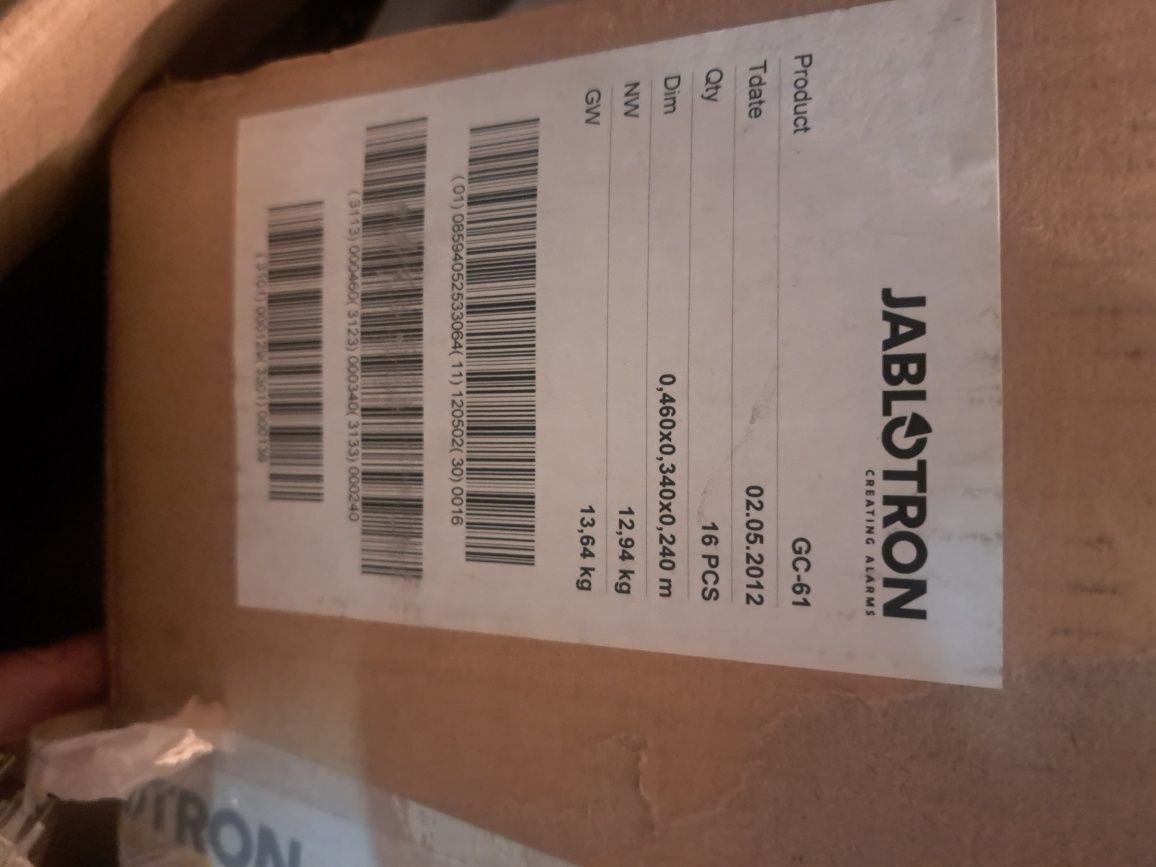 JABLOTRON
CREATING ALARMS
Product GC-61
Tdate 02.05.2012
Qty 16 PCS
Dim 0,460x0,340x0,240 m
NW 12,94 kg
GW 13,64 kg
(01) 08594052533064(11) 120502(30) 0016
(3113) 000460(3123) 000340(3133) 000240
TRON